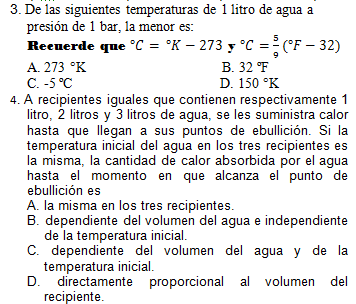 3. De las siguientes temperaturas de 1 litro de agua a
presión de 1 bar, la menor es:
Recuerde que °C = °K − 273 y °C = 5/9 (°F − 32)
A. 273 °K B. 32 °F
C. -5 °C D. 150 °K
4. A recipientes iguales que contienen respectivamente 1
litro, 2 litros y 3 litros de agua, se les suministra calor
hasta que llegan a sus puntos de ebullición. Si la
temperatura inicial del agua en los tres recipientes es
la misma, la cantidad de calor absorbida por el agua
hasta el momento en que alcanza el punto de
ebullición es
A. la misma en los tres recipientes.
B. dependiente del volumen del agua e independiente
de la temperatura inicial.
C. dependiente del volumen del agua y de la
temperatura inicial.
D. directamente proporcional al volumen del
recipiente.